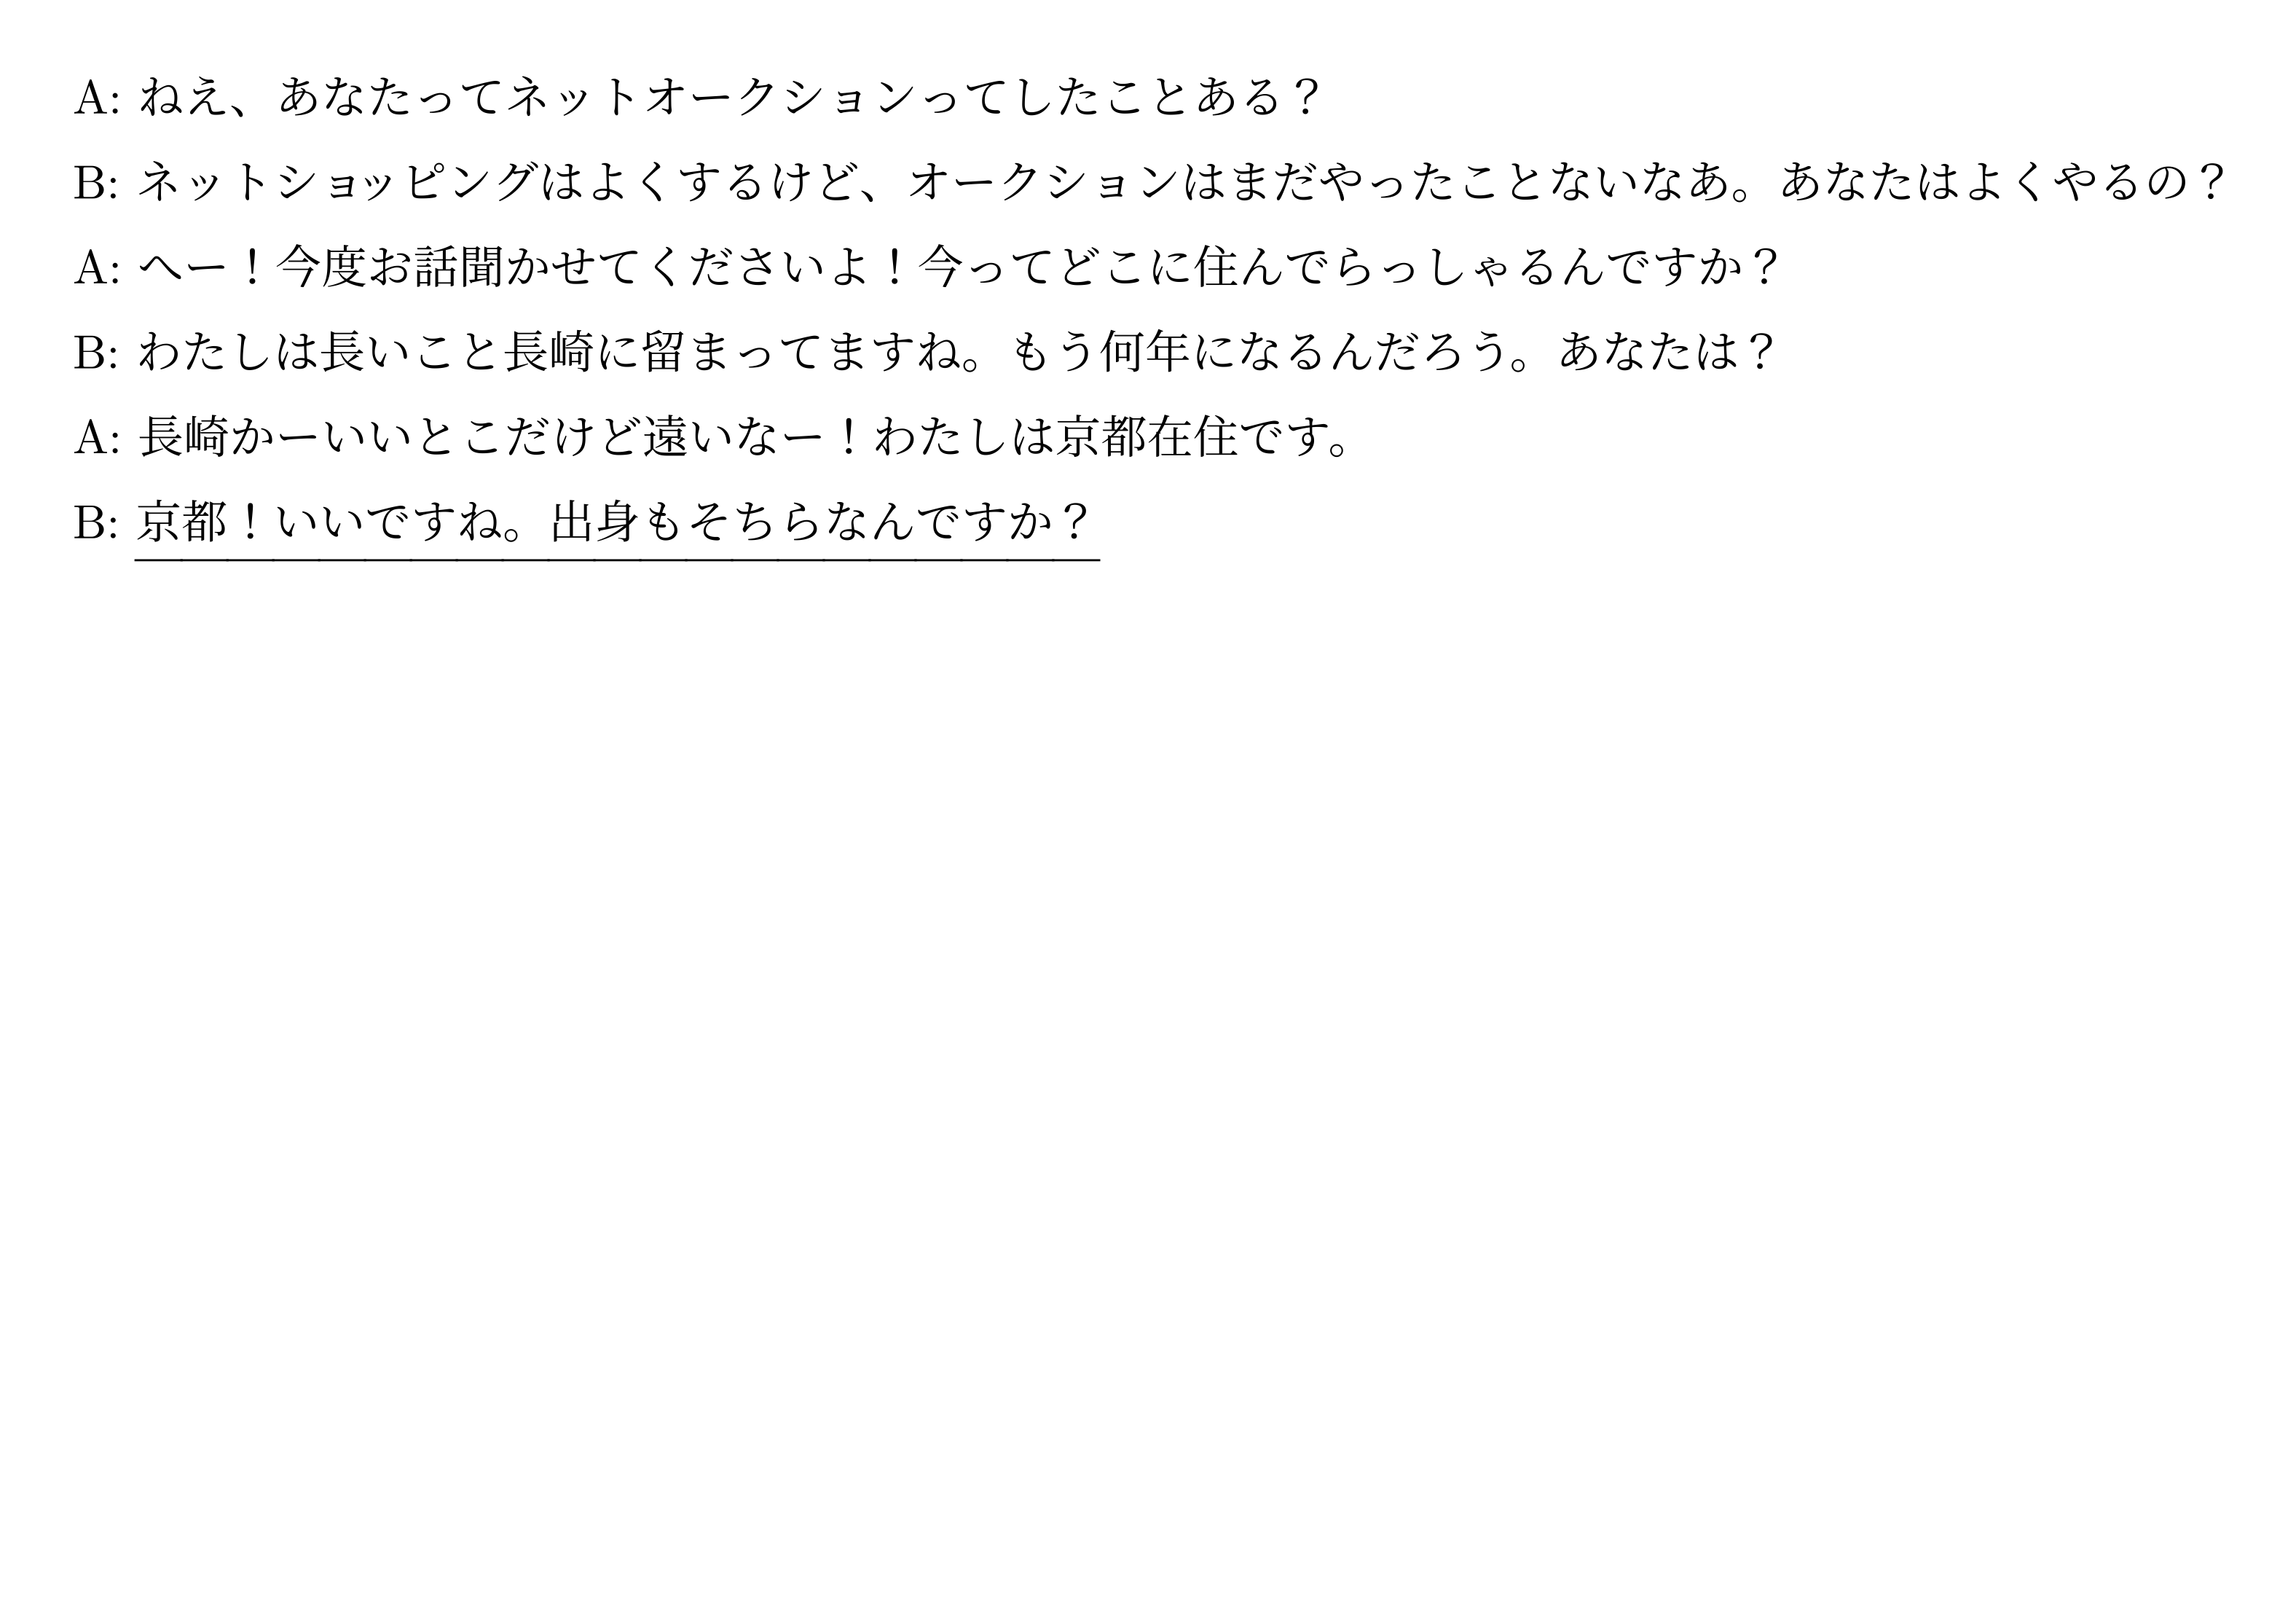 A: ねえ、あなたってネットオークションってしたことある？
B: ネットショッピングはよくするけど、オークションはまだやったことないなあ。あなたはよくやるの？
A: へー！今度お話聞かせてくださいよ！今ってどこに住んでらっしゃるんですか？
B: わたしは長いこと長崎に留まってますね。もう何年になるんだろう。あなたは？
A: 長崎かーいいとこだけど遠いなー！わたしは京都在住です。
B: 京都！いいですね。出身もそちらなんですか？